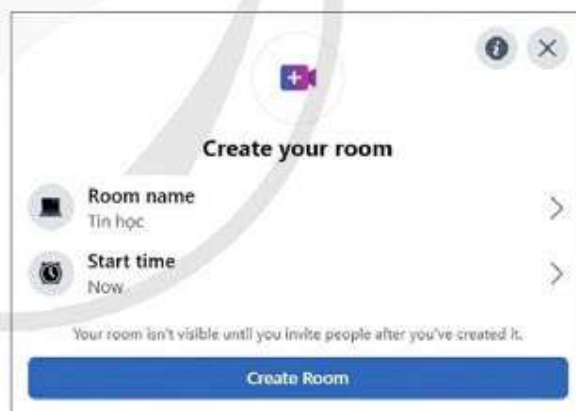 Create your room
Room name
Tin học
Start time
Now
Your room isn't visible until you invite people after you've created it.
Create Room